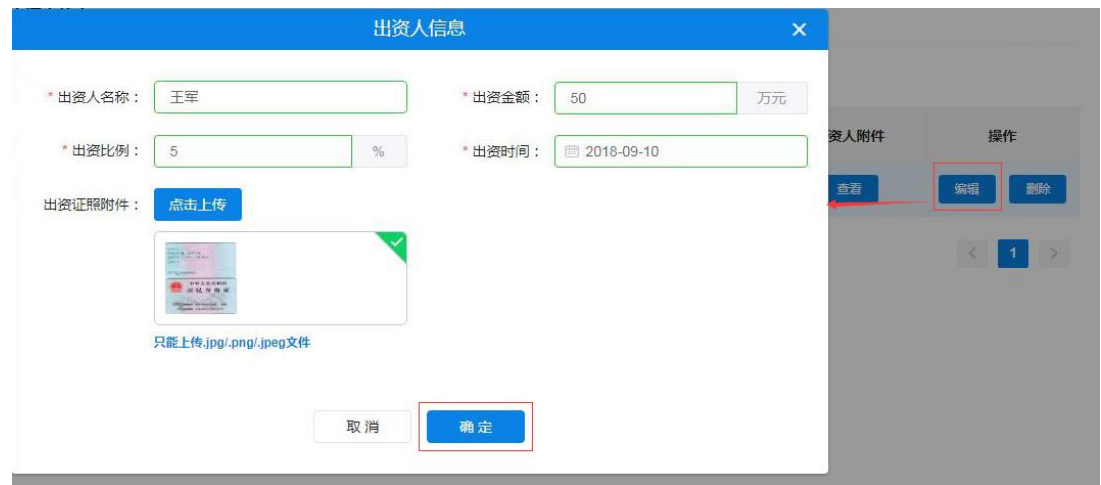 出资人信息 ×
* 出资人名称： 王军 * 出资金额： 50 万元
* 出资比例： 5 % * 出资时间： 2018-09-10
出资证照附件： 点击上传
只能上传.jpg/.png/.jpeg文件
取 消 确 定
资人附件 操作
查看 编辑 删除
< 1 >